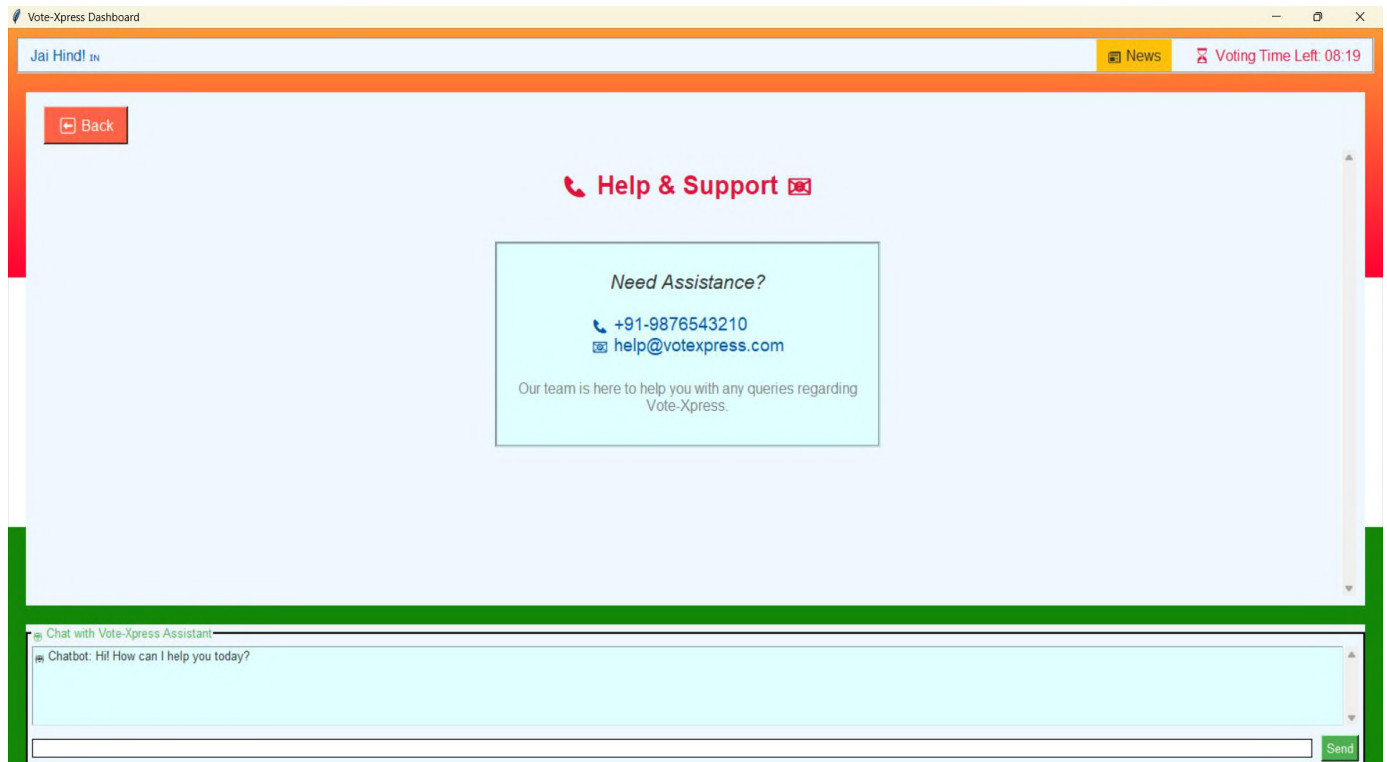 Vote-Xpress Dashboard
Jai Hind! IN
News
Voting Time Left: 08:19
Back
Help & Support
Need Assistance?
+91-9876543210
help@votexpress.com
Our team is here to help you with any queries regarding
Vote-Xpress.
Chat with Vote-Xpress Assistant
Chatbot: Hi! How can I help you today?
Send